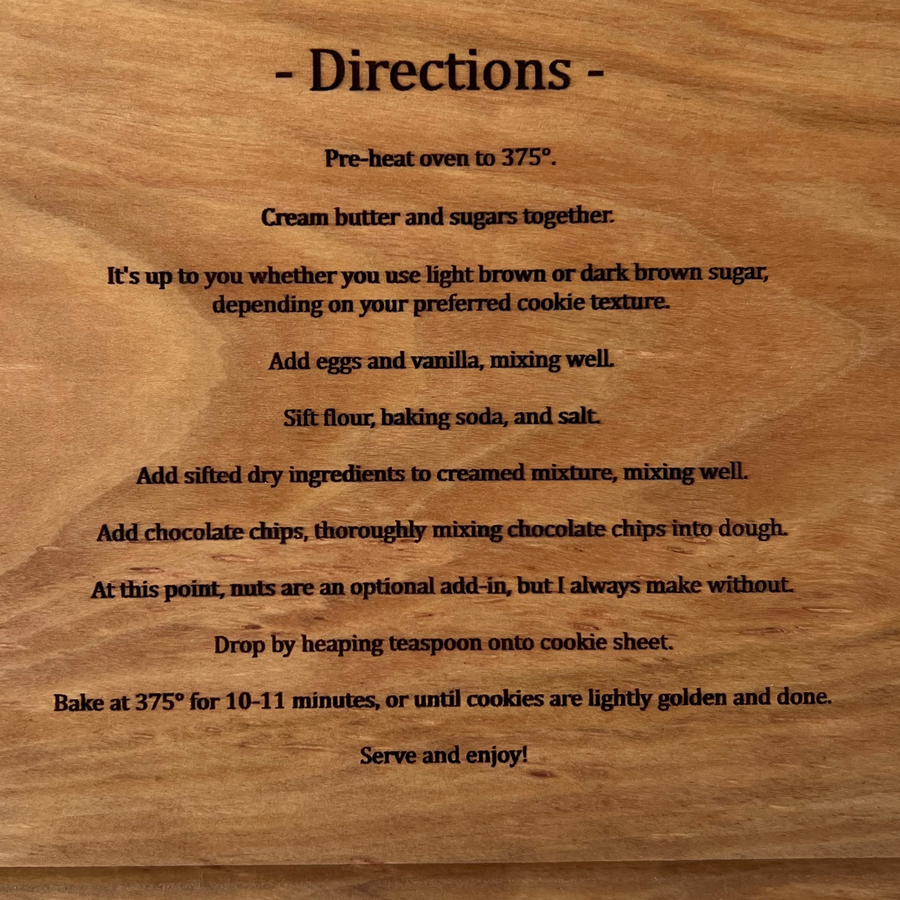 - Directions -
Pre-heat oven to 375°.
Cream butter and sugars together.
It's up to you whether you use light brown or dark brown sugar,
depending on your preferred cookie texture.
Add eggs and vanilla, mixing well.
Sift flour, baking soda, and salt.
Add sifted dry ingredients to creamed mixture, mixing well.
Add chocolate chips, thoroughly mixing chocolate chips into dough.
At this point, nuts are an optional add-in, but I always make without.
Drop by heaping teaspoon onto cookie sheet.
Bake at 375° for 10-11 minutes, or until cookies are lightly golden and done.
Serve and enjoy!